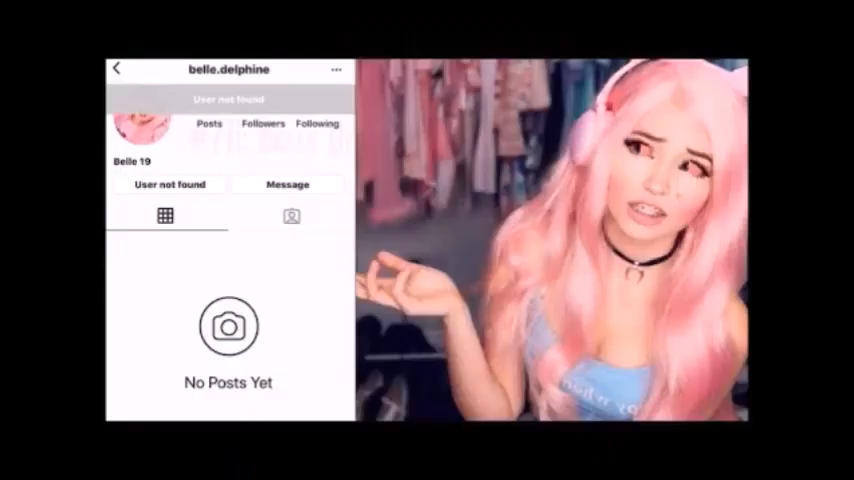 belle.delphine
User not found
Posts Followers Following
Belle 19
User not found Message
No Posts Yet